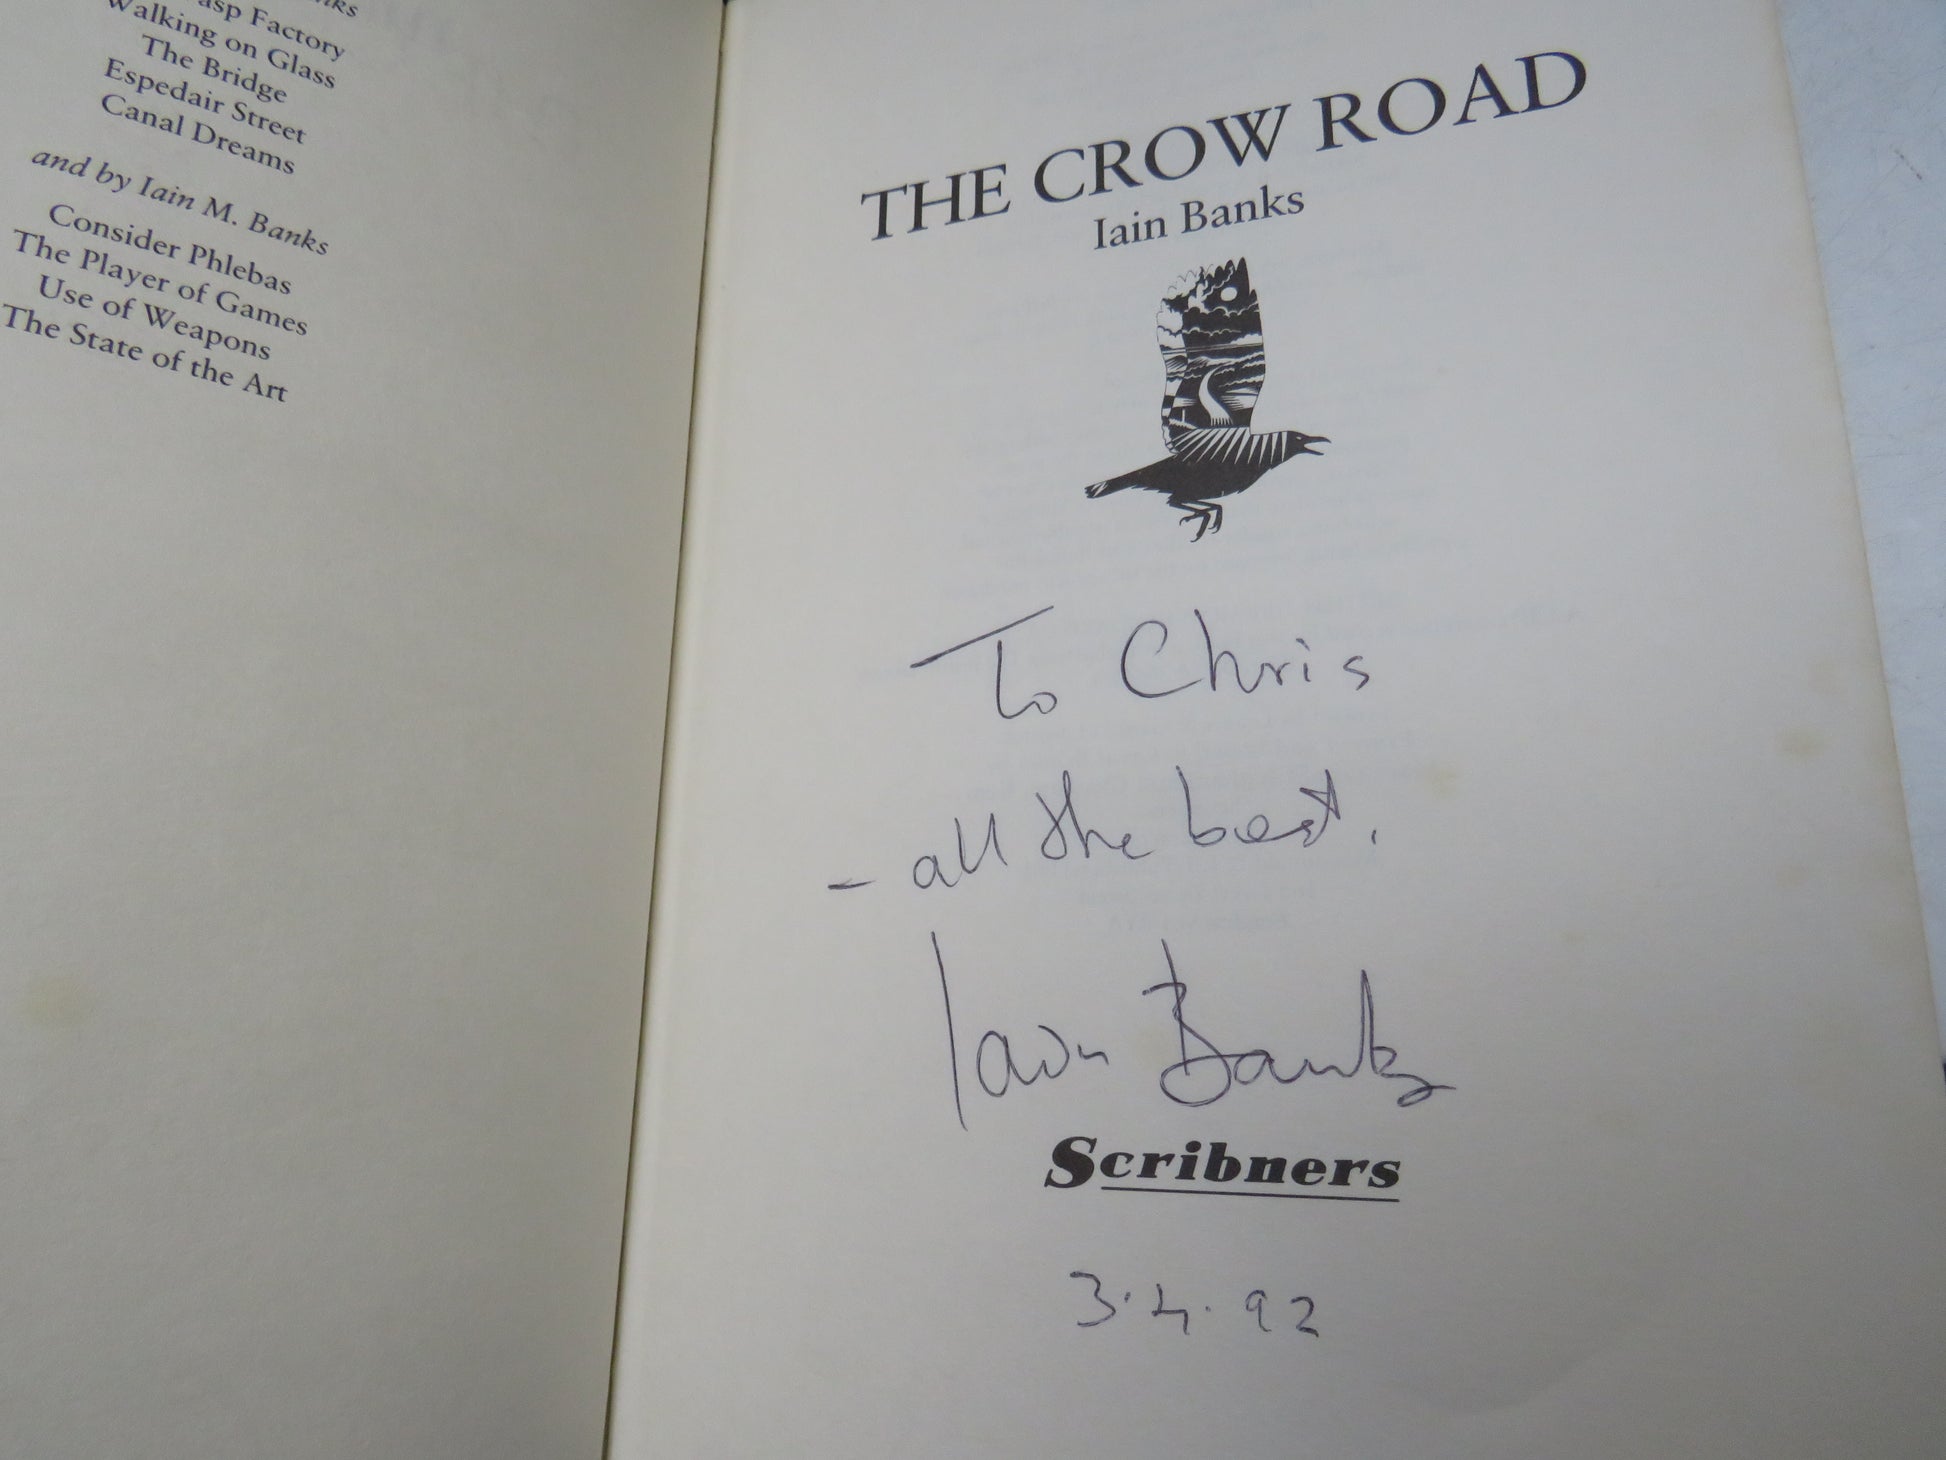 Banks
asp Factory
Walking on Glass
The Bridge
Espedair Street
Canal Dreams
and by Iain M. Banks
Consider Phlebas
The Player of Games
Use of Weapons
The State of the Art
THE CROW ROAD
Iain Banks
To Chris
- all the best,
Iain Banks
Scribners
3.4.92